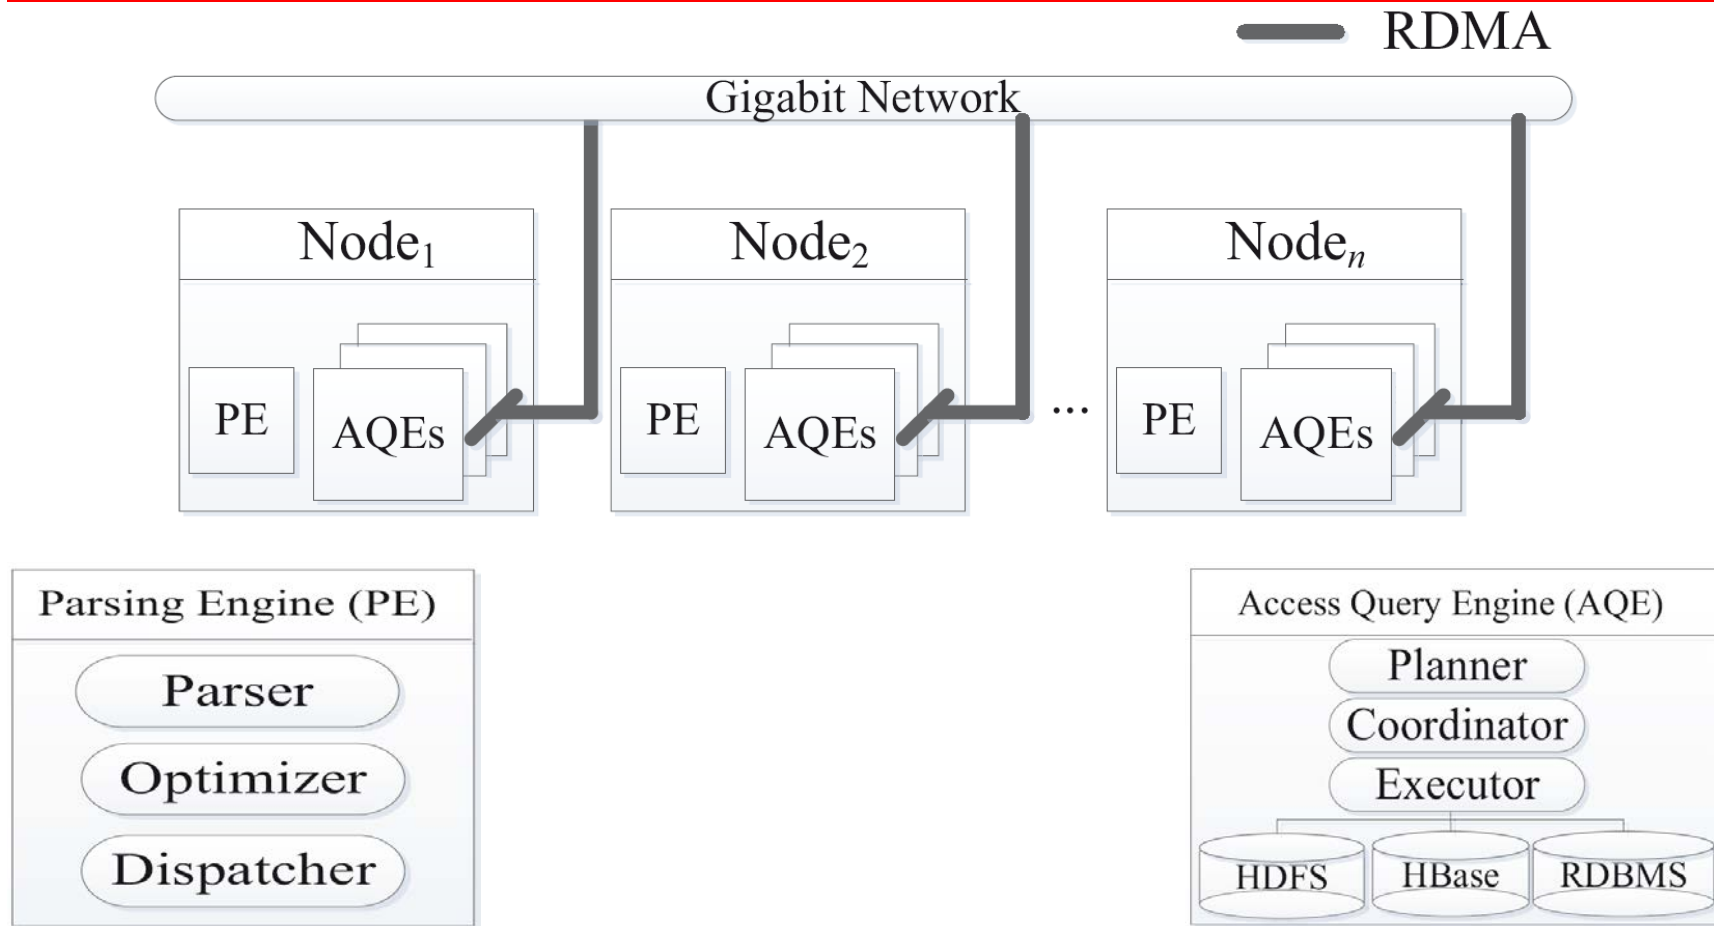 RDMA
Gigabit Network
Node1
Node2
Noden
PE
AQEs
PE
AQEs
...
PE
AQEs
Parsing Engine (PE)
Parser
Optimizer
Dispatcher
Access Query Engine (AQE)
Planner
Coordinator
Executor
HDFS
HBase
RDBMS